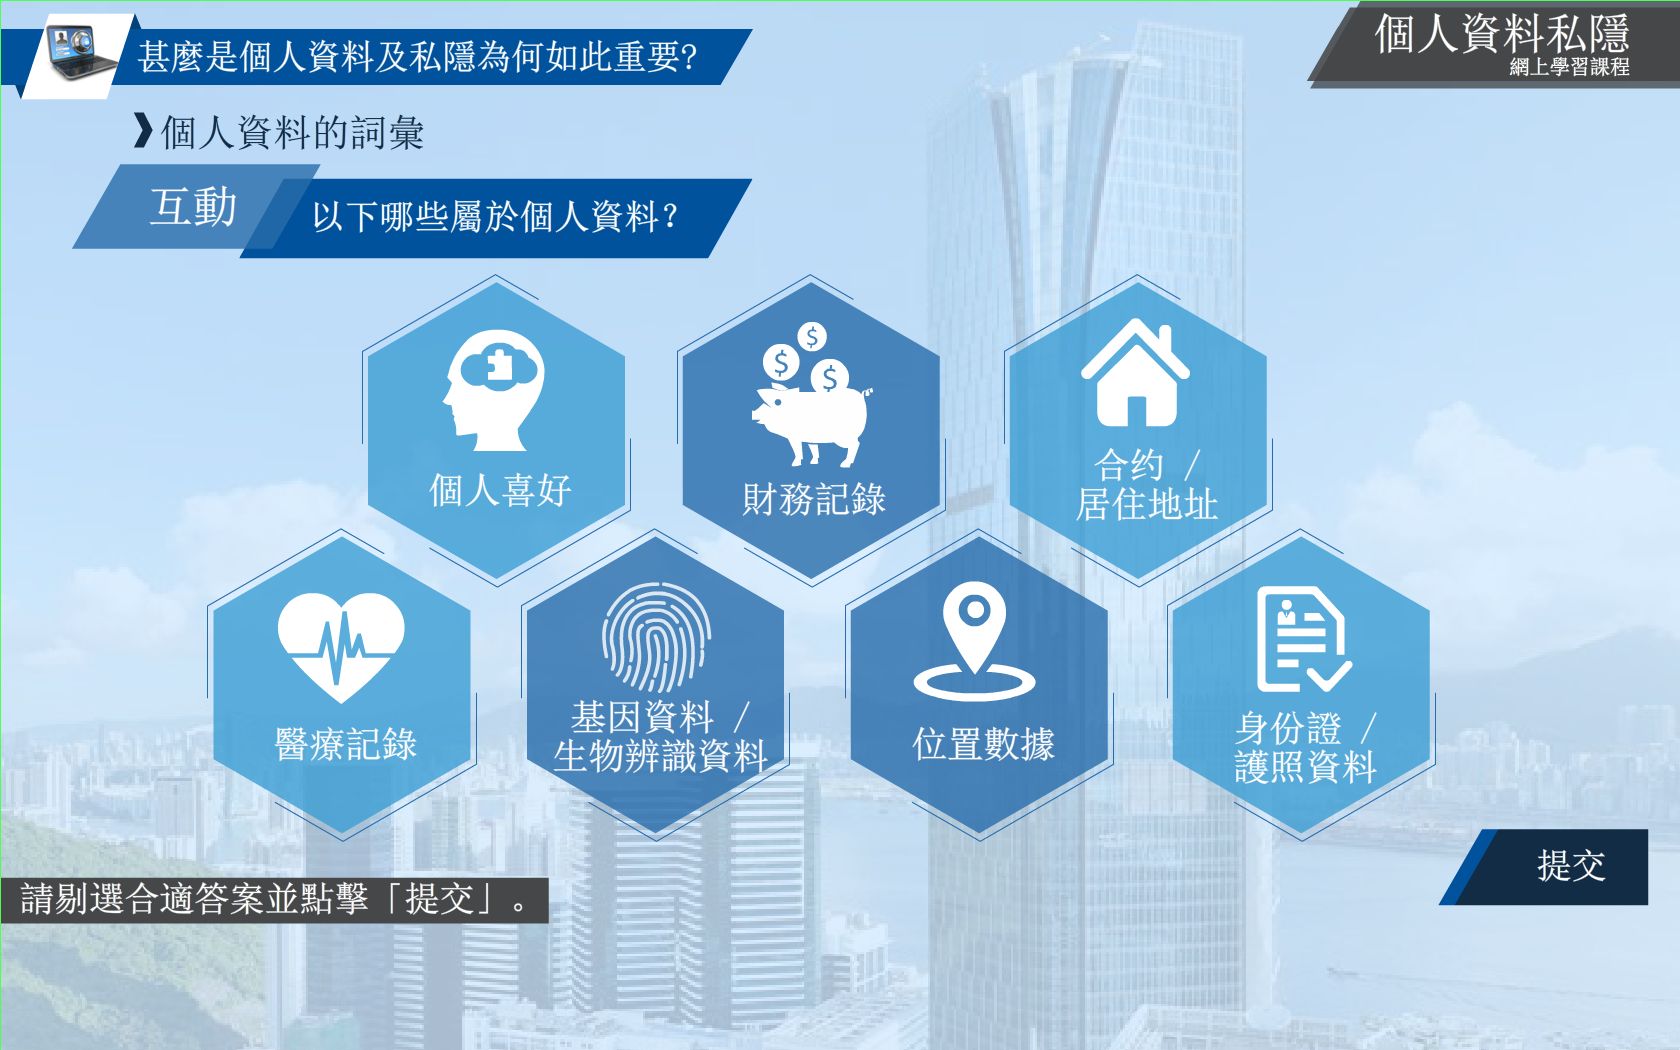 甚麼是個人資料及私隱為何如此重要?
個人資料私隱
網上學習課程
個人資料的詞彙
互動
以下哪些屬於個人資料?
個人喜好
財務記錄
合约 /
居住地址
醫療記錄
基因資料 /
生物辨識資料
位置數據
身份證 /
護照資料
提交
請剔選合適答案並點擊「提交」。